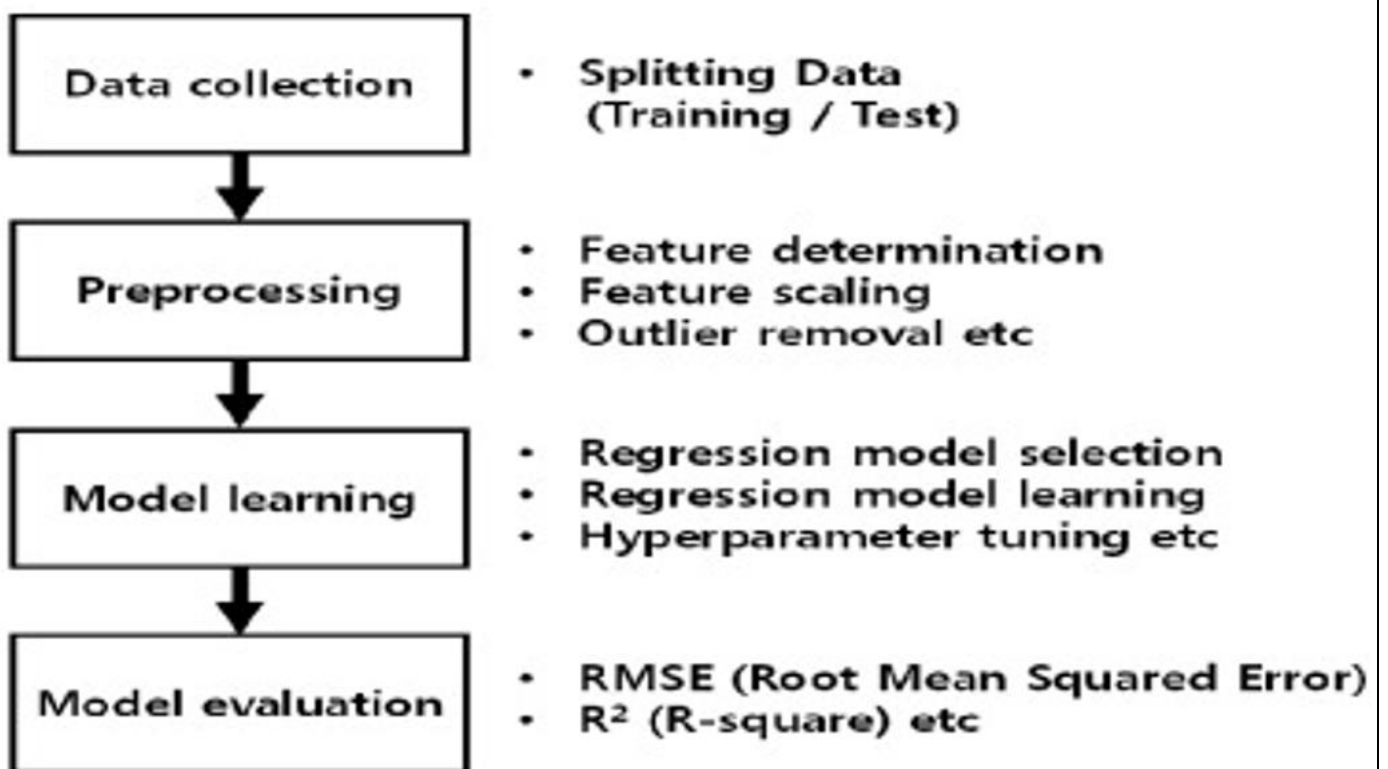 Data collection
• Splitting Data
(Training / Test)
Preprocessing
• Feature determination
• Feature scaling
• Outlier removal etc
Model learning
• Regression model selection
• Regression model learning
• Hyperparameter tuning etc
Model evaluation
• RMSE (Root Mean Squared Error)
• R² (R-square) etc